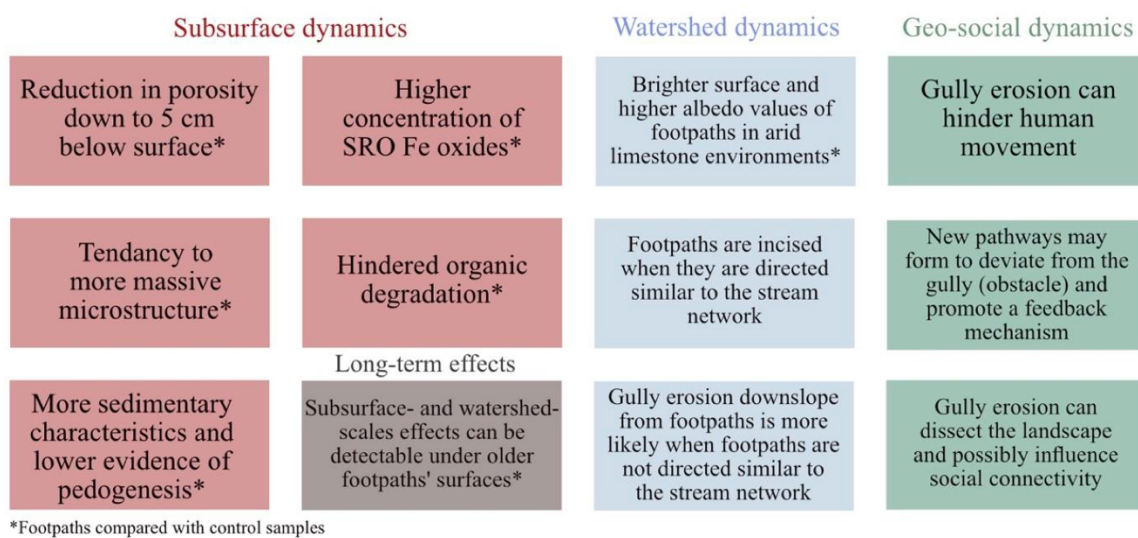 Subsurface dynamics
Reduction in porosity
down to 5 cm
below surface*
Higher
concentration of
SRO Fe oxides*
Tendancy to
more massive
microstructure*
Hindered organic
degradation*
More sedimentary
characteristics and
lower evidence of
pedogenesis*
Long-term effects
Subsurface- and watershed-
scales effects can be
detectable under older
footpaths' surfaces*
Watershed dynamics
Brighter surface and
higher albedo values of
footpaths in arid
limestone environments*
Footpaths are incised
when they are directed
similar to the stream
network
Gully erosion downslope
from footpaths is more
likely when footpaths are
not directed similar to
the stream network
Geo-social dynamics
Gully erosion can
hinder human
movement
New pathways may
form to deviate from the
gully (obstacle) and
promote a feedback
mechanism
Gully erosion can
dissect the landscape
and possibly influence
social connectivity
*Footpaths compared with control samples